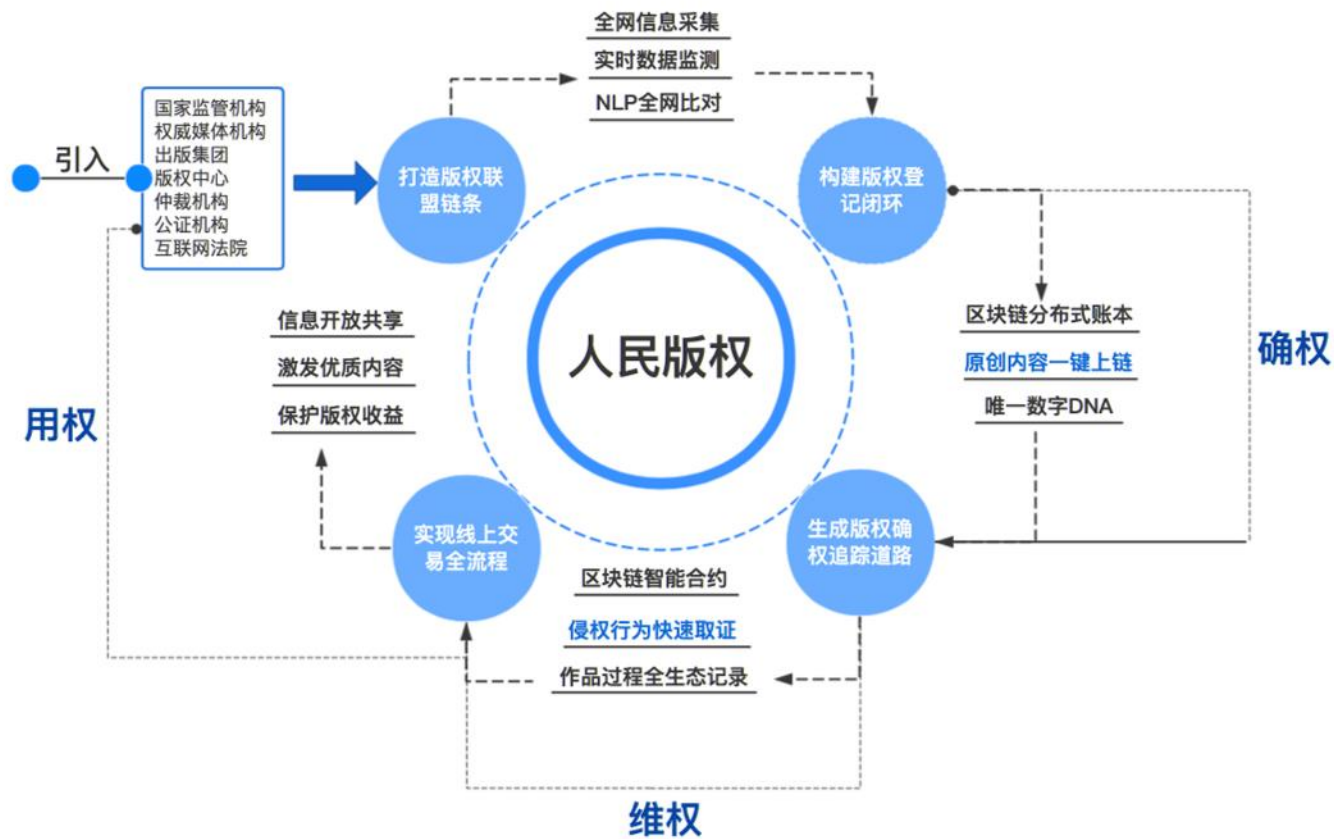 全网信息采集
实时数据监测
NLP全网比对
引入
国家监管机构
权威媒体机构
出版集团
版权中心
仲裁机构
公证机构
互联网法院
打造版权联
盟链条
构建版权登
记闭环
人民版权
区块链分布式账本
原创内容一键上链
唯一数字DNA
确权
信息开放共享
激发优质内容
保护版权收益
用权
实现线上交
易全流程
生成版权确
权追踪道路
区块链智能合约
侵权行为快速取证
作品过程全生态记录
维权